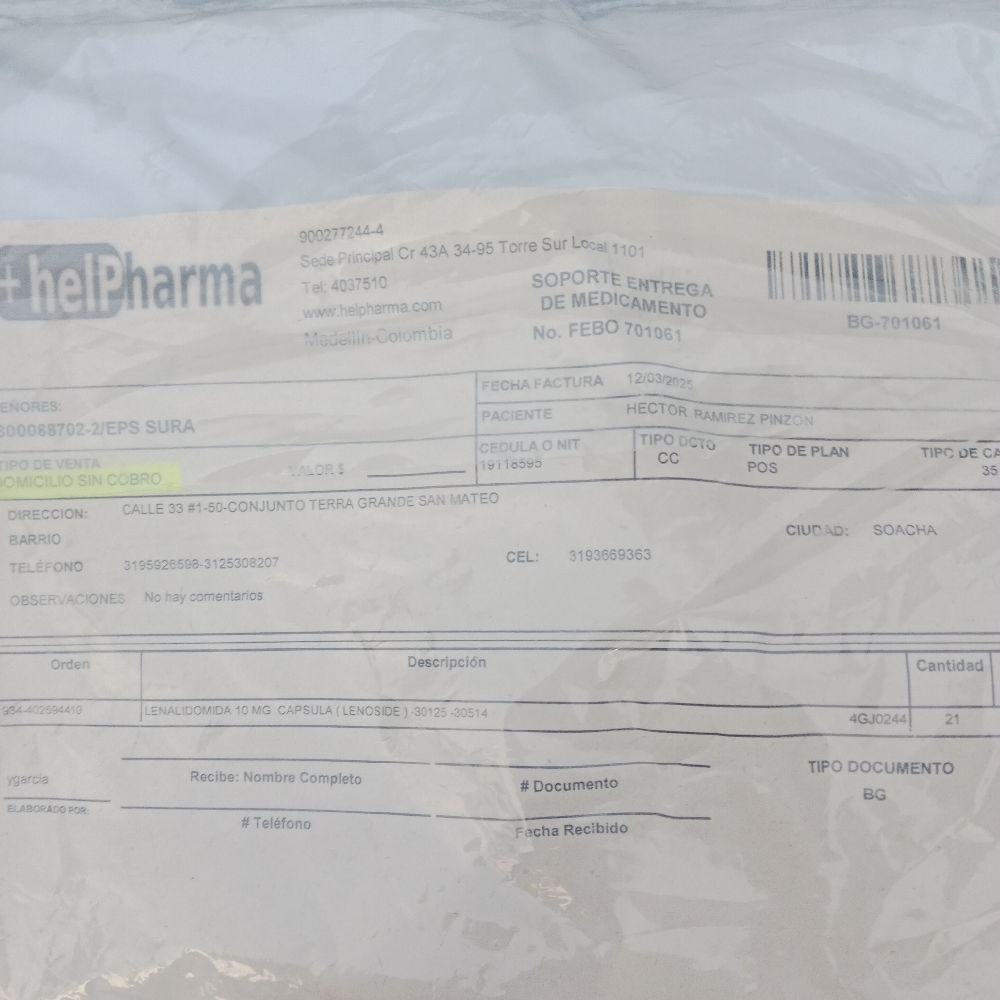 +helPharma
900277244-4
Sede Principal Cr 43A 34-95 Torre Sur Local 1101
Tel: 4037510
www.helpharma.com
Medellín-Colombia
SOPORTE ENTREGA
DE MEDICAMENTO
No. FEBO 701061
BG-701061
EÑORES:
800088702-2/EPS SURA
FECHA FACTURA 12/03/2025
PACIENTE HECTOR RAMIREZ PINZON
TIPO DE VENTA
DOMICILIO SIN COBRO
VALOR $
CEDULA O NIT
19118595
TIPO DCTO
CC
TIPO DE PLAN
POS
TIPO DE CA
35
DIRECCION: CALLE 33 #1-50-CONJUNTO TERRA GRANDE SAN MATEO
BARRIO
CIUDAD: SOACHA
TELÉFONO 3195926598-3125308207
CEL: 3193669363
OBSERVACIONES No hay comentarios
Orden Descripción Cantidad
934-402594419 LENALIDOMIDA 10 MG CAPSULA ( LENOSIDE ) -30125 -30514 4GJ0244 21
ygarcia
ELABORADO POR:
Recibe: Nombre Completo
# Documento
# Teléfono
Fecha Recibido
TIPO DOCUMENTO
BG